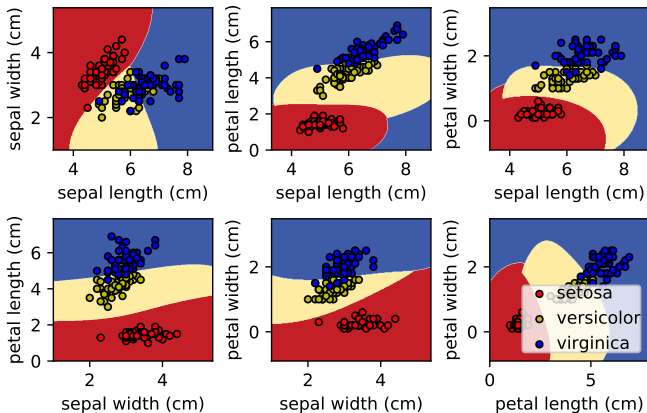 sepal width (cm)
4
2
4
6
8
sepal length (cm)
petal length (cm)
6
4
2
0
4
6
8
sepal length (cm)
petal width (cm)
2
0
4
6
8
sepal length (cm)
petal length (cm)
6
4
2
0
2
4
sepal width (cm)
petal width (cm)
2
0
2
4
sepal width (cm)
petal width (cm)
2
0
0
5
petal length (cm)
setosa
versicolor
virginica